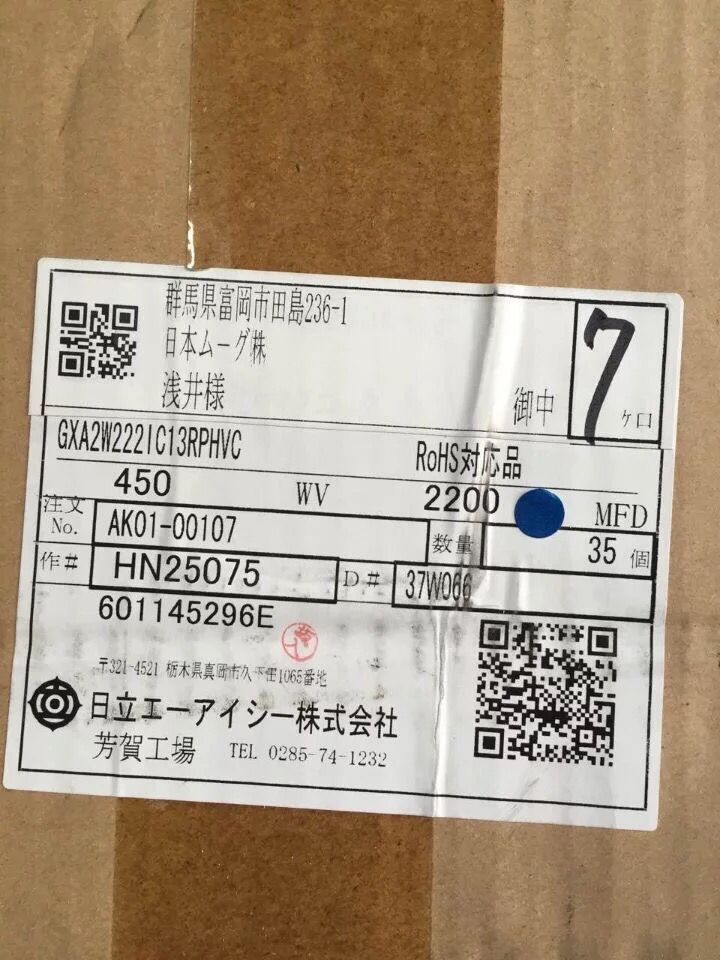 群馬県富岡市田島236-1
日本ムーグ㈱
浅井様
御中
7
ケ口
GXA2W222IC13RPHVC
RoHS対応品
450 WV 2200 MFD
注文No. AK01-00107 数量 35 個
作# HN25075 D# 37W066
601145296E
〒321-4521 栃木県真岡市久下田1065番地
日立エーアイシー株式会社
芳賀工場 TEL 0285-74-1232